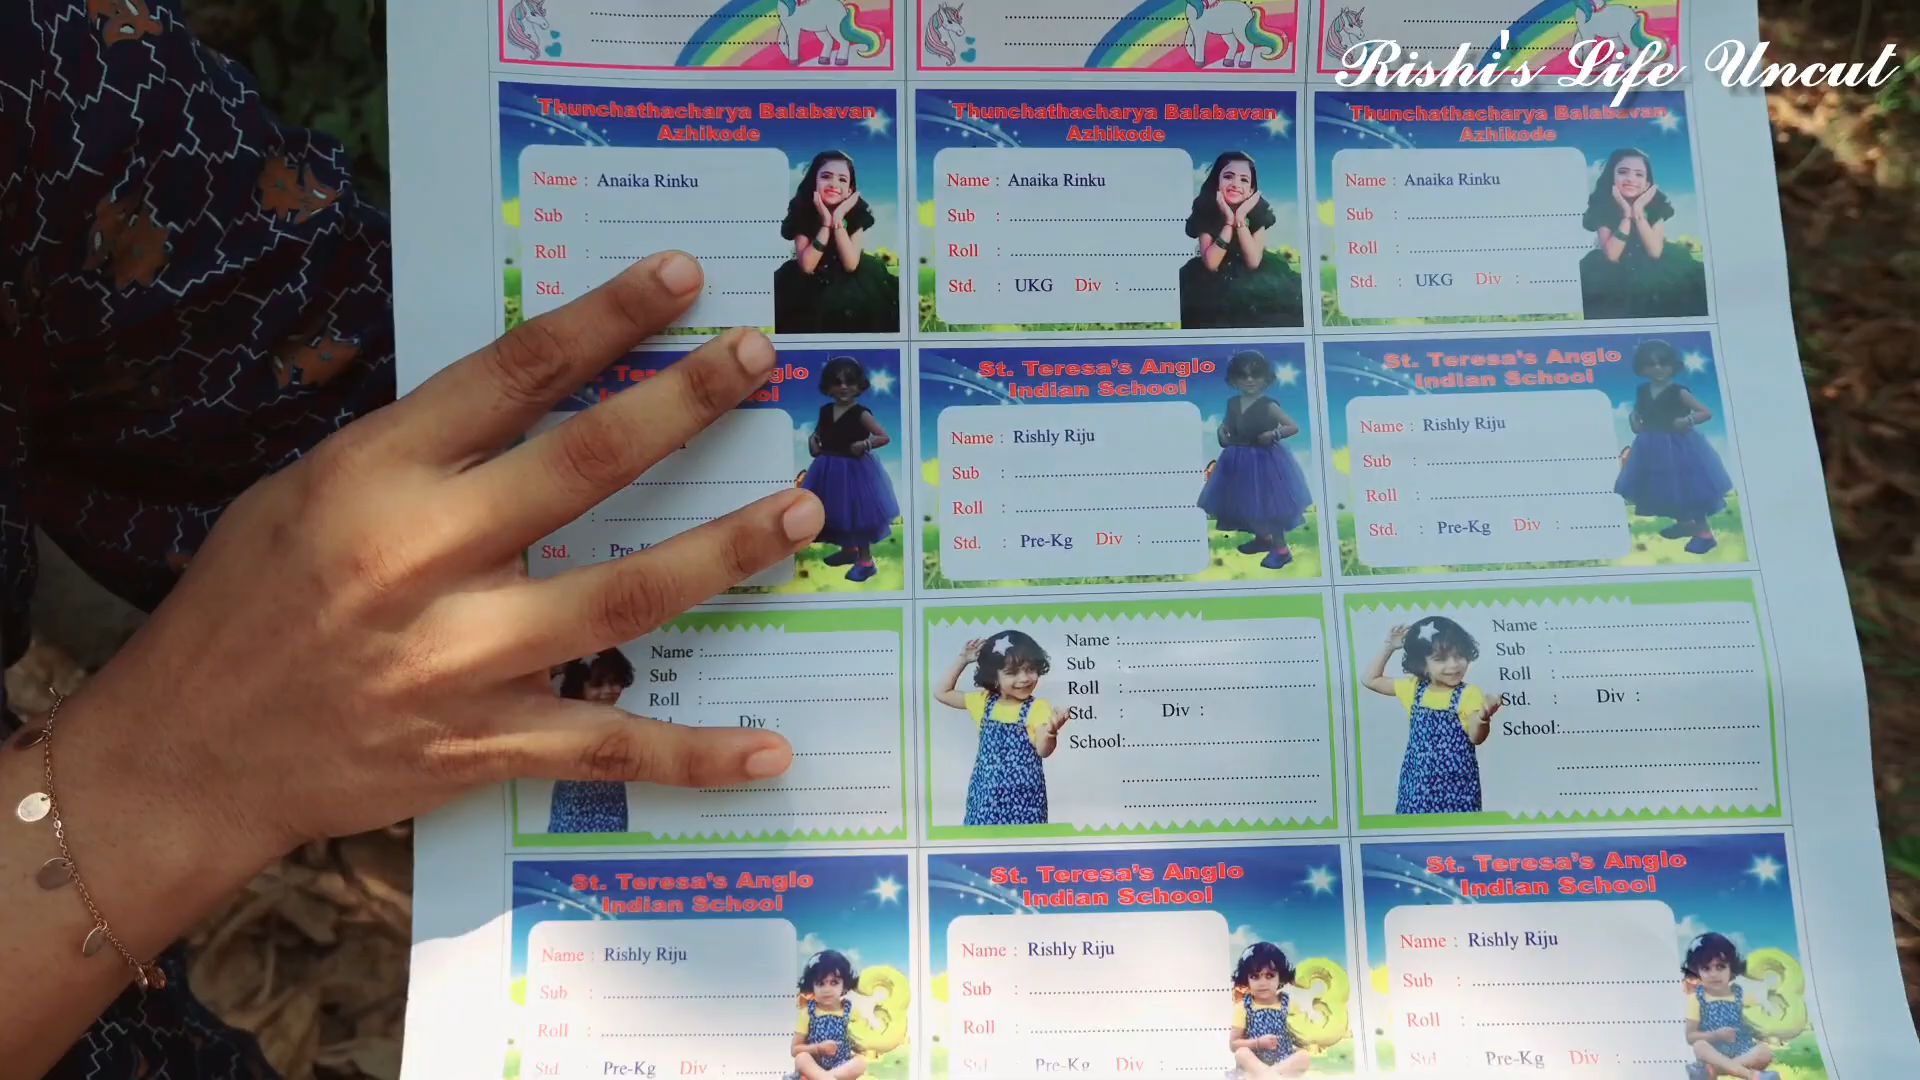 Rishi's Life Uncut
Thunchathacharya Balabavan
Azhikode
Name : Anaika Rinku
Sub :
Roll :
Std. :
Thunchathacharya Balabavan
Azhikode
Name : Anaika Rinku
Sub :
Roll :
Std. : UKG Div :
Thunchathacharya Balabavan
Azhikode
Name : Anaika Rinku
Sub :
Roll :
Std. : UKG Div :
Std. :
St. Teresa's Anglo
Indian School
Name : Rishly Riju
Sub :
Roll :
Std. : Pre-Kg Div :
St. Teresa's Anglo
Indian School
Name : Rishly Riju
Sub :
Roll :
Std. : Pre-Kg Div :
Name :
Sub :
Roll :
Div :
Name :
Sub :
Roll :
Std. : Div :
School:
Name :
Sub :
Roll :
Std. : Div :
School:
St. Teresa's Anglo
Indian School
Name : Rishly Riju
Sub :
Roll :
Std. : Pre-Kg Div :
St. Teresa's Anglo
Indian School
Name : Rishly Riju
Sub :
Roll :
Std. : Pre-Kg Div :
St. Teresa's Anglo
Indian School
Name : Rishly Riju
Sub :
Roll :
Std. : Pre-Kg Div :